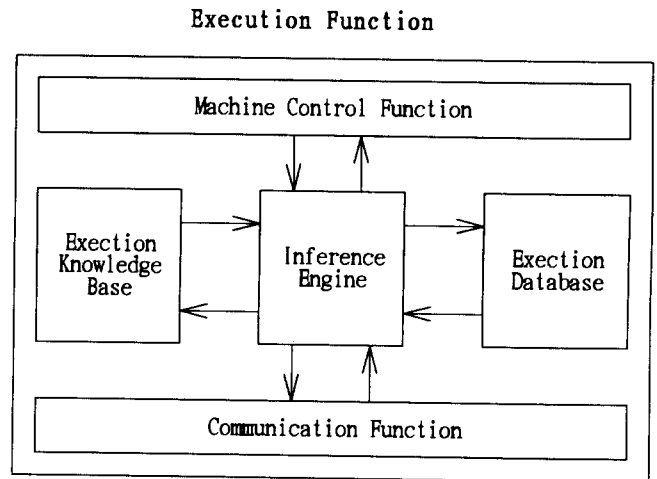 Execution Function
Machine Control Function
Exection
Knowledge
Base
Inference
Engine
Exection
Database
Communication Function